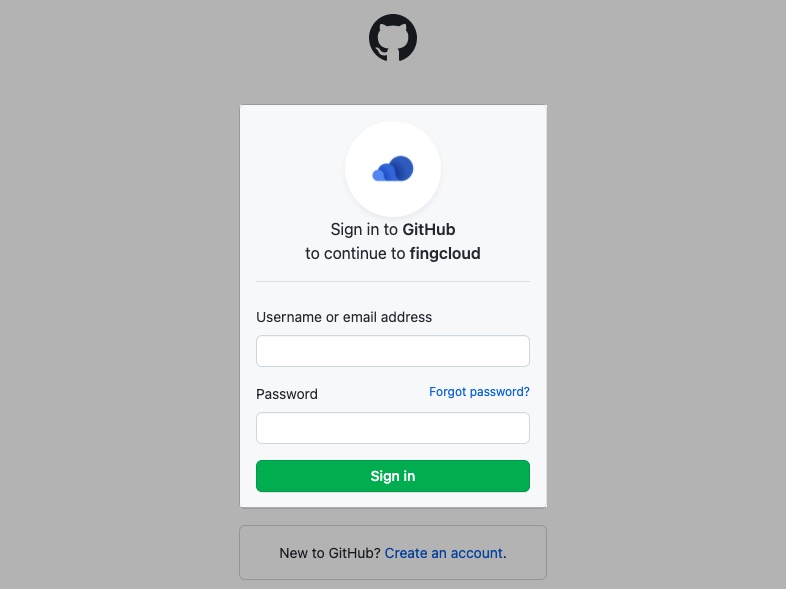 Sign in to GitHub
to continue to fingcloud
Username or email address
Password
Forgot password?
Sign in
New to GitHub? Create an account.